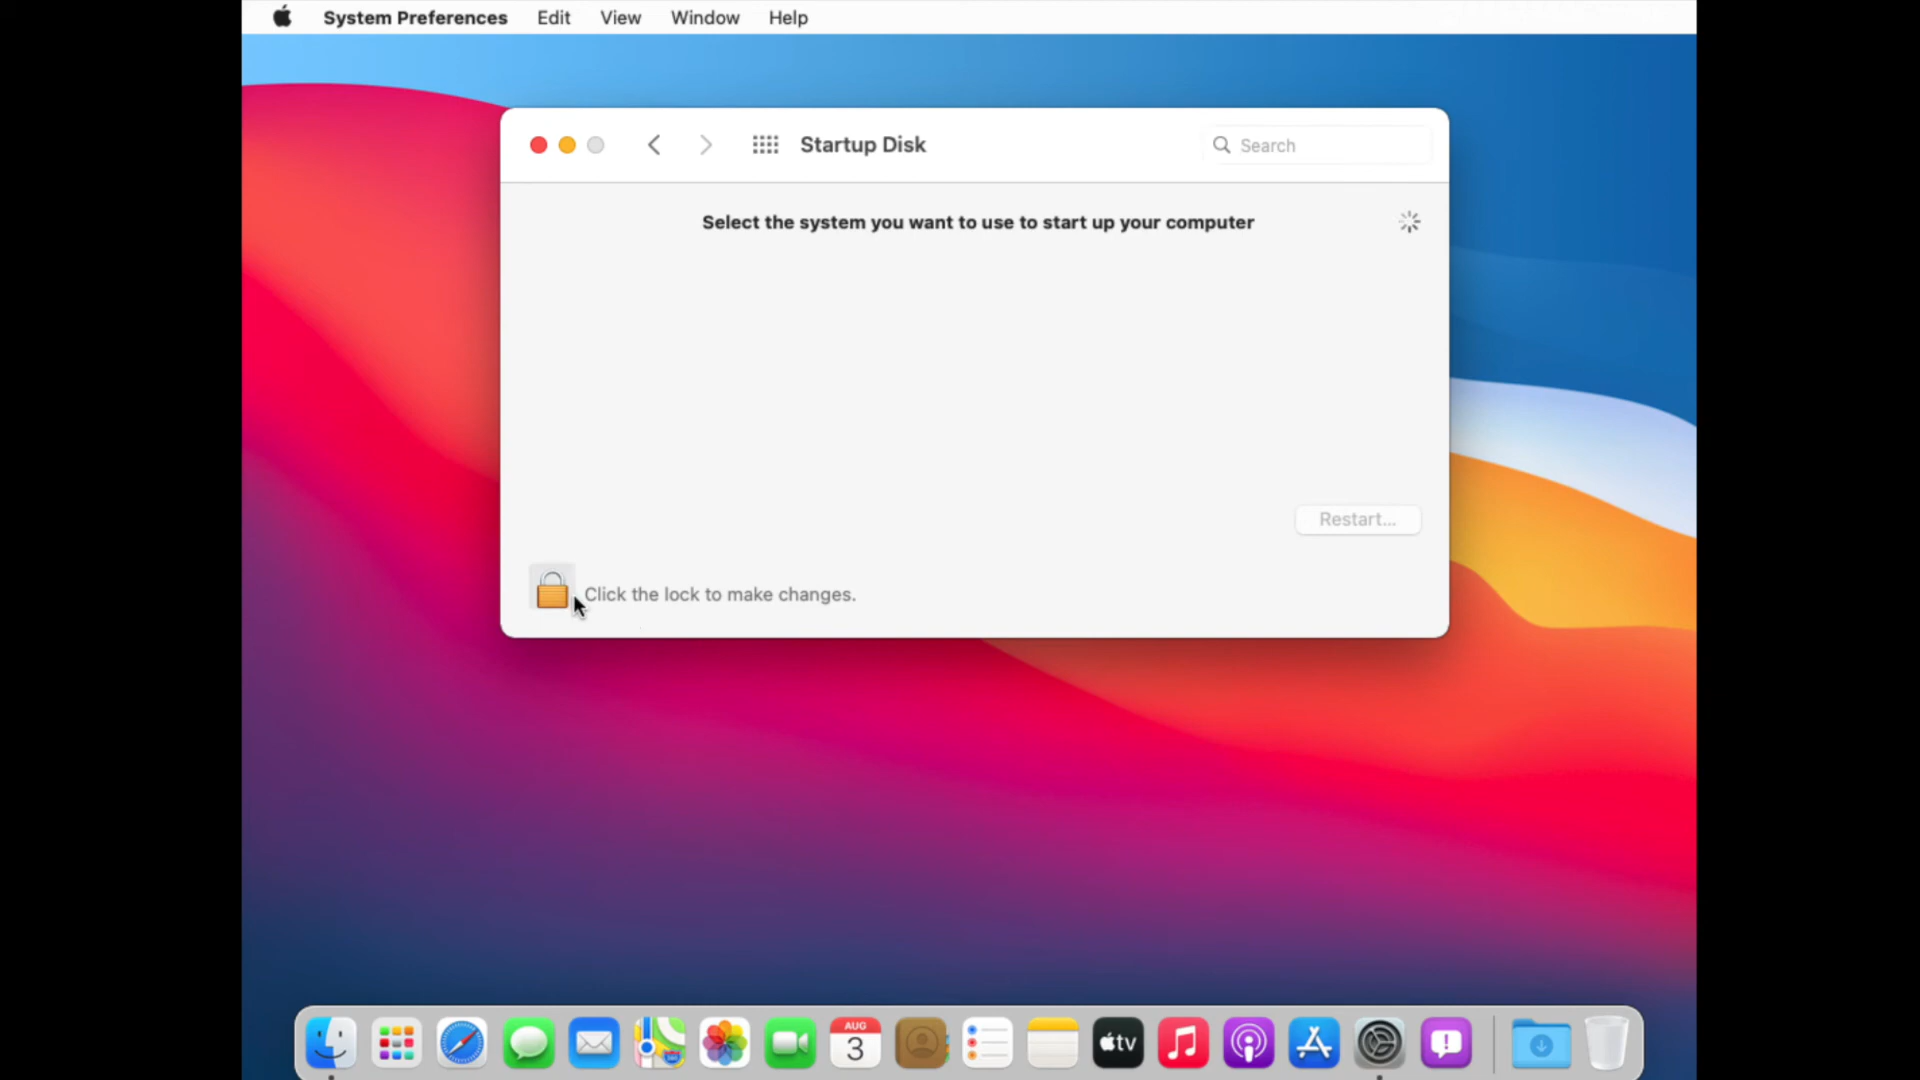 System Preferences Edit View Window Help
Startup Disk Search
Select the system you want to use to start up your computer
Restart...
Click the lock to make changes.
AUG
3
tv